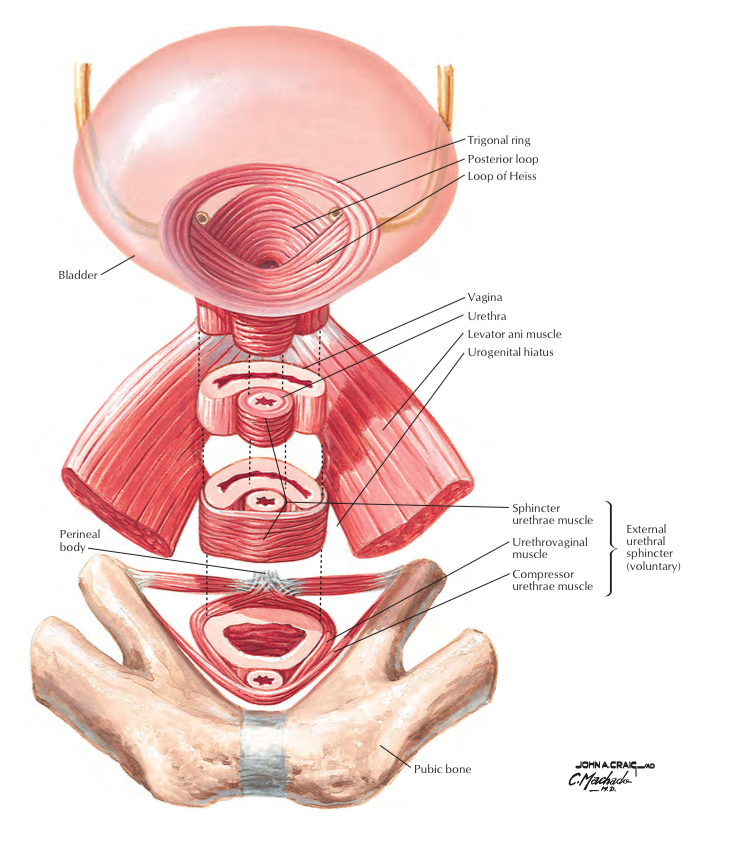 Trigonal ring
Posterior loop
Loop of Heiss
Bladder
Vagina
Urethra
Levator ani muscle
Urogenital hiatus
Sphincter
urethrae muscle
Perineal
body
Urethrovaginal
muscle
Compressor
urethrae muscle
External
urethral
sphincter
(voluntary)
Pubic bone
JOHN A. CRAIG MD
C. Machado
M.D.